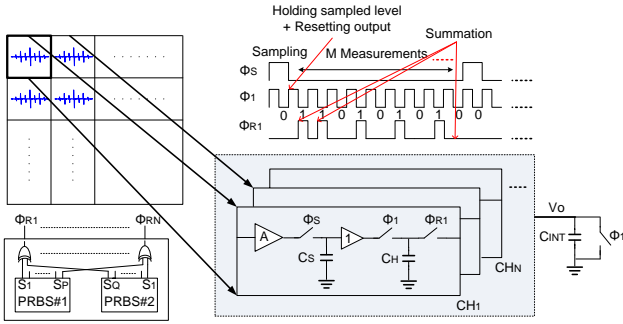 Holding sampled level
+ Resetting output
Summation
Sampling
M Measurements
ΦS
Φ1
0 1 1 0 1 0 1 0 1 0 0
ΦR1
ΦR1
ΦRN
S1
SP
SQ
S1
PRBS#1
PRBS#2
A
ΦS
CS
1
Φ1
CH
ΦR1
CH1
CHN
Vo
CINT
Φ1